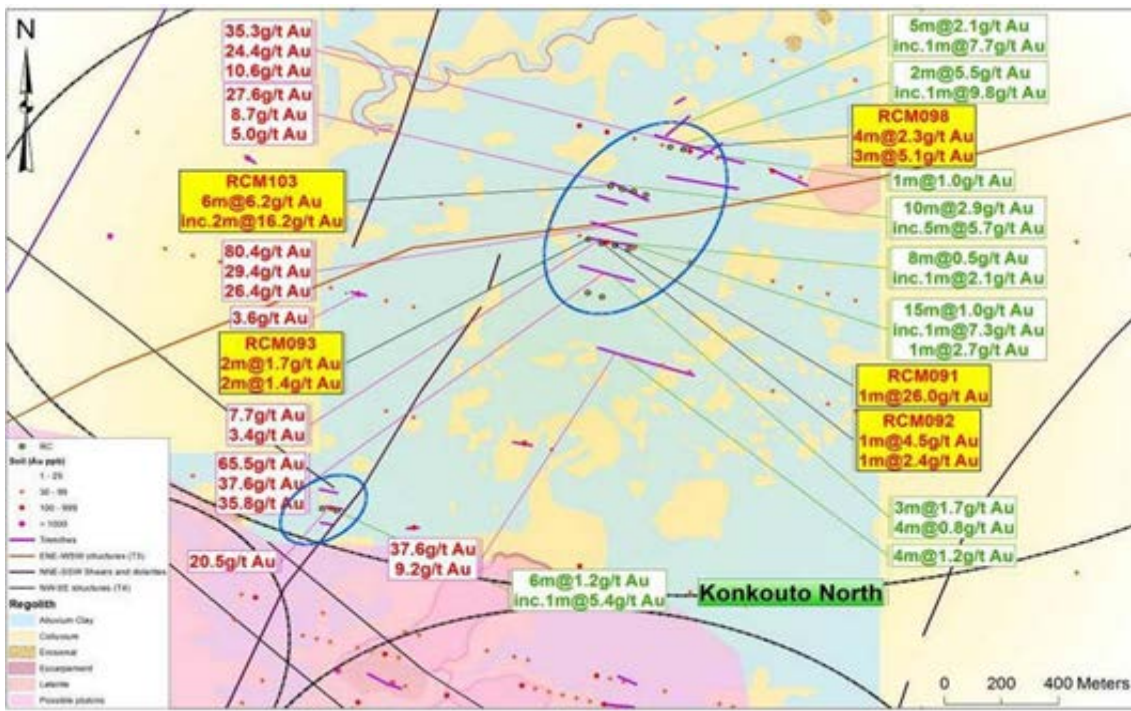 N
35.3g/t Au
24.4g/t Au
10.6g/t Au
27.6g/t Au
8.7g/t Au
5.0g/t Au
RCM103
6m@6.2g/t Au
inc.2m@16.2g/t Au
80.4g/t Au
29.4g/t Au
26.4g/t Au
3.6g/t Au
RCM093
2m@1.7g/t Au
2m@1.4g/t Au
7.7g/t Au
3.4g/t Au
65.5g/t Au
37.6g/t Au
35.8g/t Au
20.5g/t Au
37.6g/t Au
9.2g/t Au
6m@1.2g/t Au
inc.1m@5.4g/t Au
5m@2.1g/t Au
inc.1m@7.7g/t Au
2m@5.5g/t Au
inc.1m@9.8g/t Au
RCM098
4m@2.3g/t Au
3m@5.1g/t Au
1m@1.0g/t Au
10m@2.9g/t Au
inc.5m@5.7g/t Au
8m@0.5g/t Au
inc.1m@2.1g/t Au
15m@1.0g/t Au
inc.1m@7.3g/t Au
1m@2.7g/t Au
RCM091
1m@26.0g/t Au
RCM092
1m@4.5g/t Au
1m@2.4g/t Au
3m@1.7g/t Au
4m@0.8g/t Au
4m@1.2g/t Au
Konkouto North
0 200 400 Meters
RC
Soil (Au ppb)
1 - 25
30 - 99
100 - 999
> 1000
Trenches
ENE-WSW structures (T3)
NNE-SSW Shears and dolerites
NW-SE structures (T4)
Regolith
Alluvium Clay
Colluvium
Erosional
Escarpement
Laterite
Possible plutons